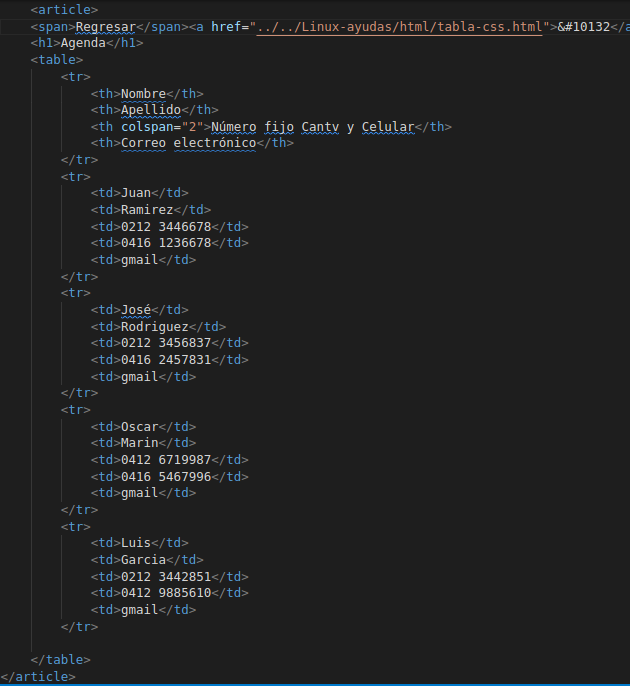 <article>
<span>Regresar</span><a href="../../Linux-ayudas/html/tabla-css.html">&#10132</a
<h1>Agenda</h1>
<table>
<tr>
<th>Nombre</th>
<th>Apellido</th>
<th colspan="2">Número fijo Cantv y Celular</th>
<th>Correo electrónico</th>
</tr>
<tr>
<td>Juan</td>
<td>Ramirez</td>
<td>0212 3446678</td>
<td>0416 1236678</td>
<td>gmail</td>
</tr>
<tr>
<td>José</td>
<td>Rodriguez</td>
<td>0212 3456837</td>
<td>0416 2457831</td>
<td>gmail</td>
</tr>
<tr>
<td>Oscar</td>
<td>Marin</td>
<td>0412 6719987</td>
<td>0416 5467996</td>
<td>gmail</td>
</tr>
<tr>
<td>Luis</td>
<td>Garcia</td>
<td>0212 3442851</td>
<td>0412 9885610</td>
<td>gmail</td>
</tr>
</table>
</article>